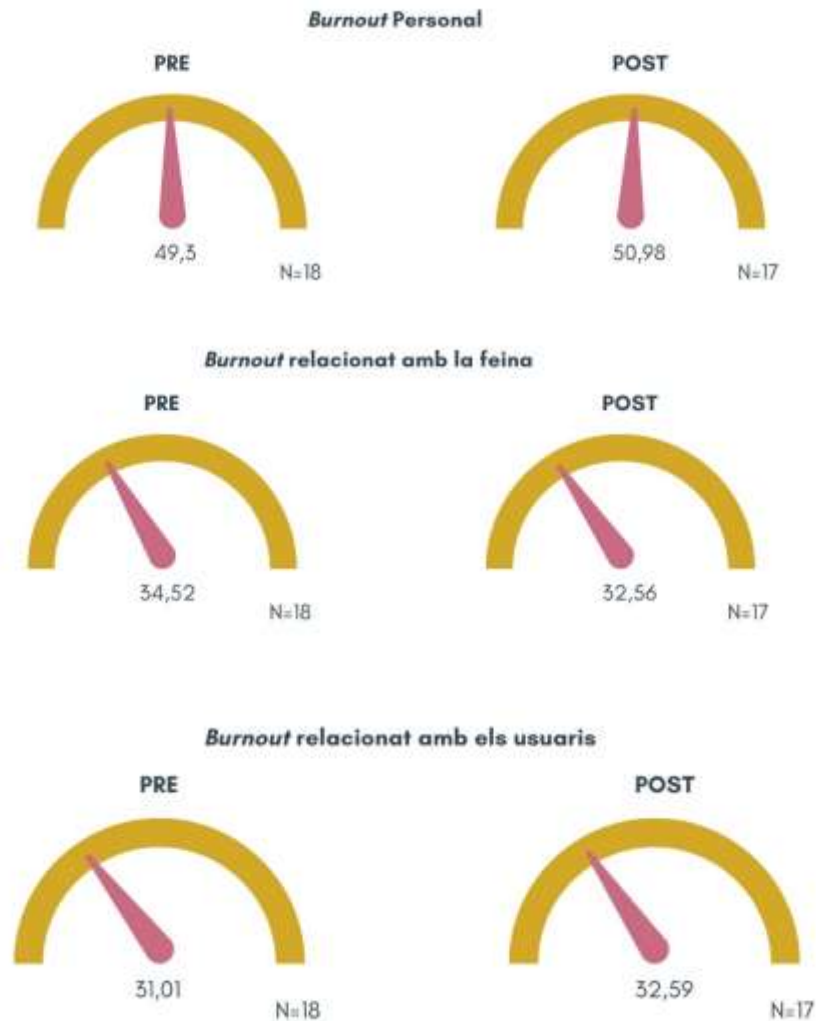 Burnout Personal
PRE
POST
49,3
50,98
N=18
N=17
Burnout relacionat amb la feina
PRE
POST
34,52
32,56
N=18
N=17
Burnout relacionat amb els usuaris
PRE
POST
31,01
32,59
N=18
N=17